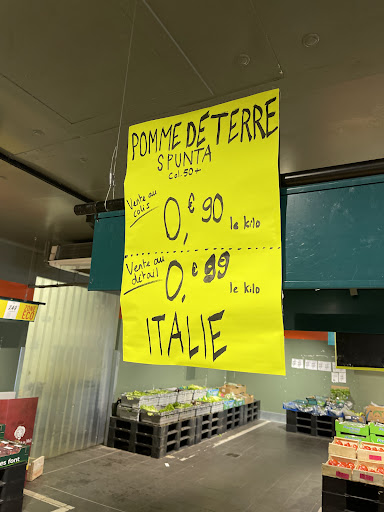 POMME DE TERRE
SPUNTA
Cal. 50+
Vente au
colis
0,€90 le kilo
Vente au
détail
0,€99 le kilo
ITALIE